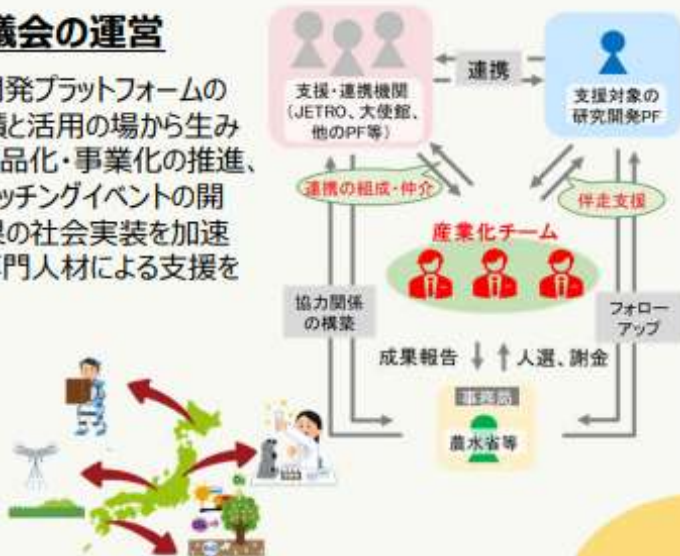 議会の運営
開発プラットフォームの
積と活用の場から生み
品化・事業化の推進、
ッチングイベントの開
果の社会実装を加速
専門人材による支援を
支援・連携機関
(JETRO、大使館、
他のPF等)
連携
支援対象の
研究開発PF
連携の組成・仲介
伴走支援
産業化チーム
協力関係
の構築
フォロー
アップ
成果報告
人選、謝金
事務局
農水省等